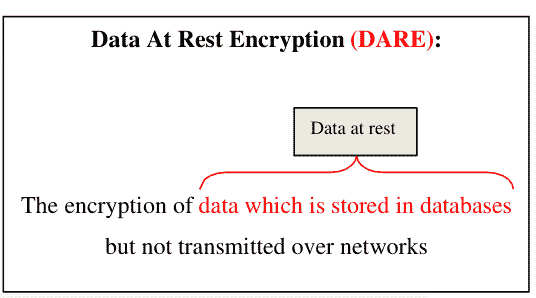 Data At Rest Encryption (DARE):
Data at rest
The encryption of data which is stored in databases
but not transmitted over networks